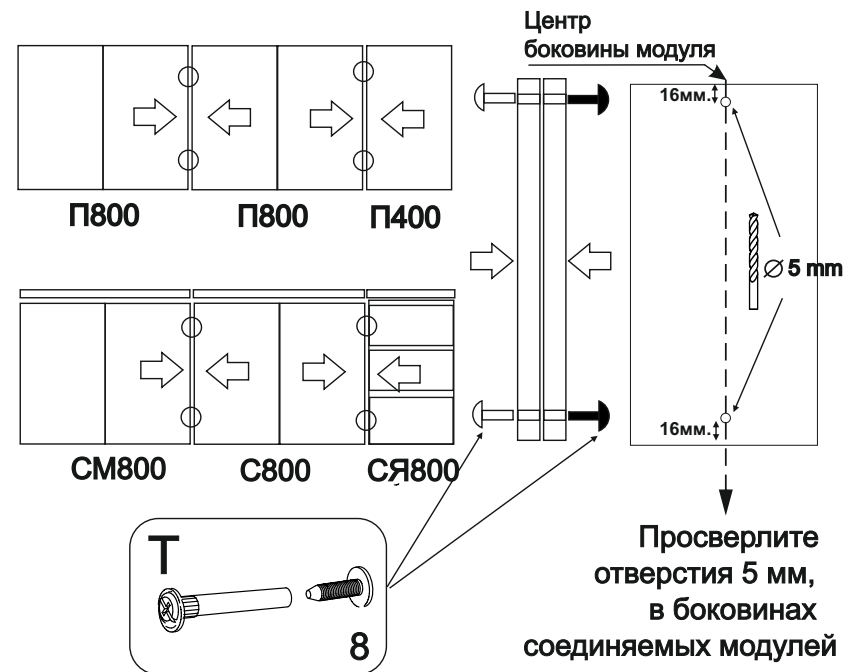 Центр
боковины модуля
16мм.
П800 П800 П400
⌀ 5 mm
16мм.
СМ800 С800 СЯ800
Т
8
Просверлите
отверстия 5 мм,
в боковинах
соединяемых модулей